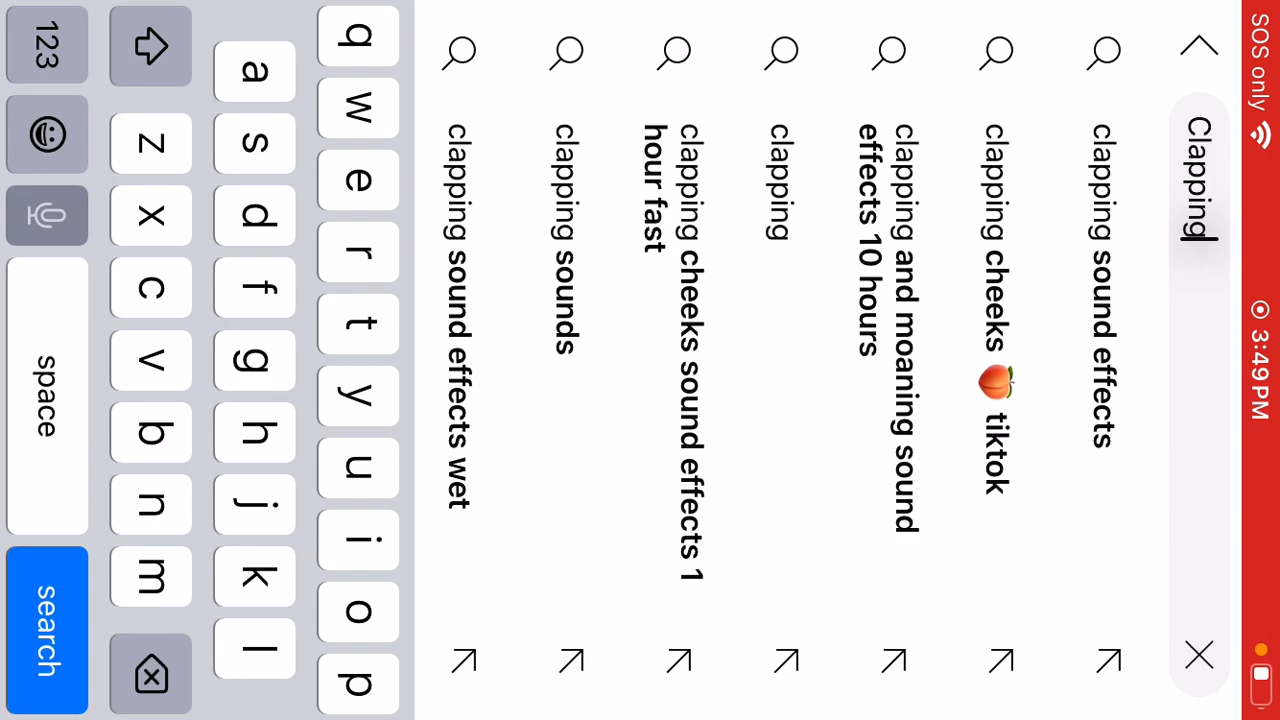 SOS only 3:49 PM
Clapping
clapping sound effects
clapping cheeks 🍑 tiktok
clapping and moaning sound
effects 10 hours
clapping
clapping cheeks sound effects 1
hour fast
clapping sounds
clapping sound effects wet
q w e r t y u i o p
a s d f g h j k l
z x c v b n m
123 space search